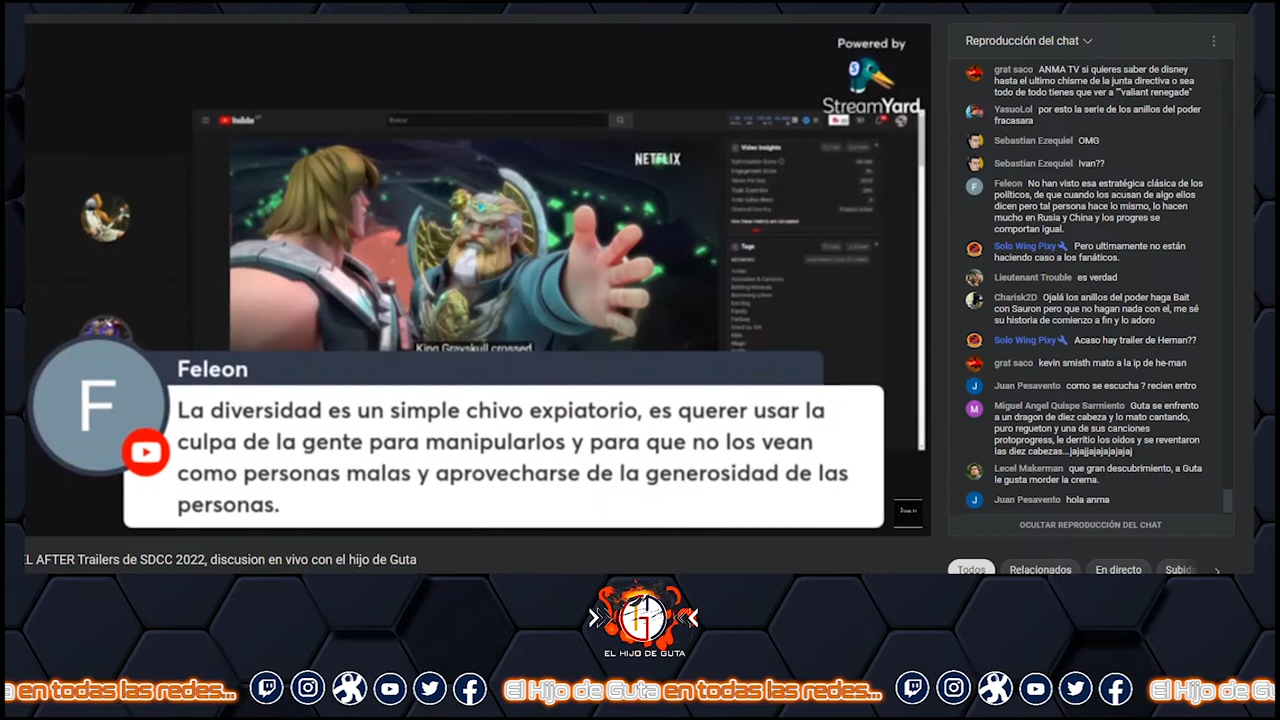 Powered by
StreamYard
YouTube
Buscar
Video Insights
Tags
NETFLIX
King Grayskull crossed
Feleon
La diversidad es un simple chivo expiatorio, es querer usar la
culpa de la gente para manipularlos y para que no los vean
como personas malas y aprovecharse de la generosidad de las
personas.
EL AFTER Trailers de SDCC 2022, discusion en vivo con el hijo de Guta
Reproducción del chat
grat saco ANMA TV si quieres saber de disney
hasta el ultimo chisme de la junta directiva o sea
todo de todo tienes que ver a ""valiant renegade"
YasuoLol por esto la serie de los anillos del poder
fracasara
Sebastian Ezequiel OMG
Sebastian Ezequiel Ivan??
Feleon No han visto esa estratégica clásica de los
políticos, de que cuando los acusan de algo ellos
dicen pero tal persona hace lo mismo, lo hacen
mucho en Rusia y China y los progres se
comportan igual.
Solo Wing Pixy Pero ultimamente no están
haciendo caso a los fanáticos.
Lieutenant Trouble es verdad
Charisk2D Ojalá los anillos del poder haga Bait
con Sauron pero que no hagan nada con el, me sé
su historia de comienzo a fin y lo adoro
Solo Wing Pixy Acaso hay trailer de Heman??
grat saco kevin smisth mato a la ip de he-man
Juan Pesavento como se escucha ? recien entro
Miguel Angel Quispe Sarmiento Guta se enfrento
a un dragon de diez cabeza y lo mato cantando,
puro regueton y una de sus canciones
protoprogress, le derritio los oidos y se reventaron
las diez cabezas...jajajjajajajajaj
Lecel Makerman que gran descubrimiento, a Guta
le gusta morder la crema.
Juan Pesavento hola anma
OCULTAR REPRODUCCIÓN DEL CHAT
Todos Relacionados En directo Subid
EL HIJO DE GUTA
a en todas las redes... El Hijo de Guta en todas las redes... El Hijo de Gu